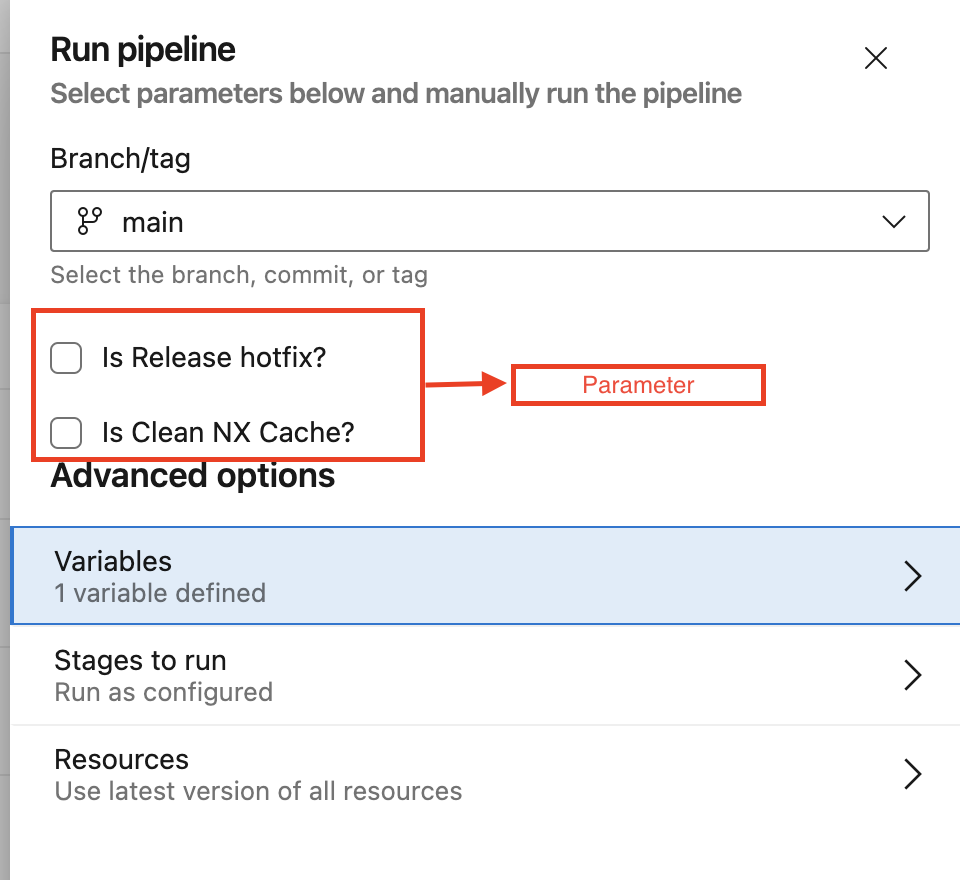 Run pipeline
Select parameters below and manually run the pipeline
Branch/tag
main
Select the branch, commit, or tag
Is Release hotfix?
Parameter
Is Clean NX Cache?
Advanced options
Variables
1 variable defined
Stages to run
Run as configured
Resources
Use latest version of all resources